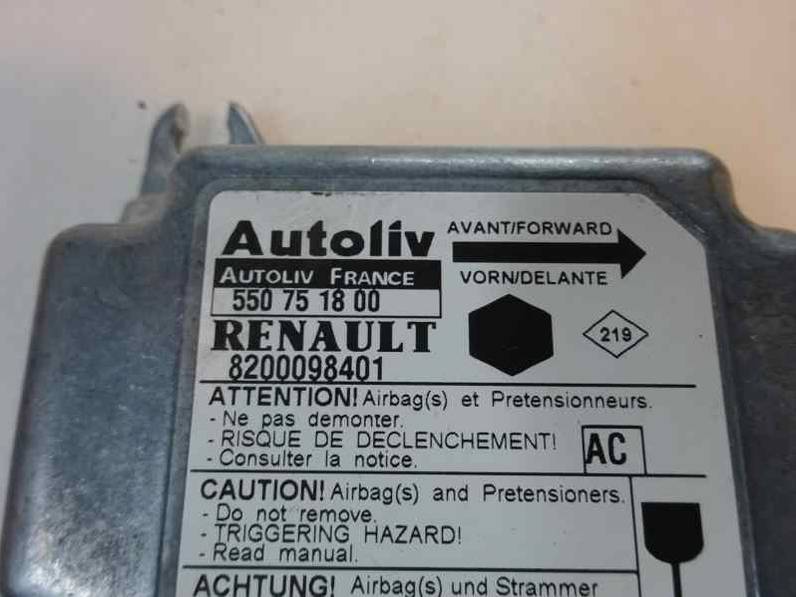 Autoliv
AVANT/FORWARD
AUTOLIV FRANCE
VORN/DELANTE
550 75 18 00
RENAULT
219
8200098401
ATTENTION! Airbag(s) et Pretensionneurs.
- Ne pas demonter.
- RISQUE DE DECLENCHEMENT!
- Consulter la notice.
AC
CAUTION! Airbag(s) and Pretensioners.
- Do not remove.
- TRIGGERING HAZARD!
- Read manual.
ACHTUNG! Airbag(s) und Strammer